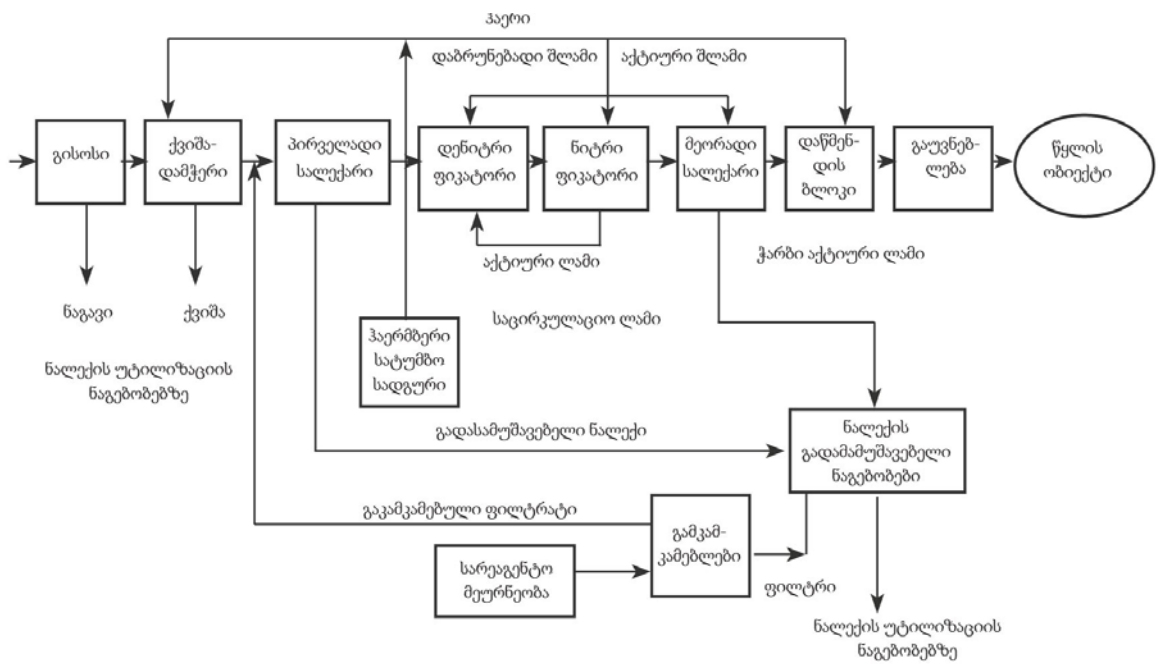 ჰაერი
დაბრუნებადი შლამი
აქტიური შლამი
გისოსი
ქვიშა-
დამჭერი
პირველადი
სალექარი
დენიტრი
ფიკატორი
ნიტრი
ფიკატორი
მეორადი
სალექარი
დაწმენ-
დის
ბლოკი
გაუვნებ-
ლება
წყლის
ობიექტი
აქტიური ლამი
ჭარბი აქტიური ლამი
ნაგავი
ქვიშა
საცირკულაციო ლამი
ჰაერმბერი
სატუმბო
სადგური
ნალექის უტილიზაციის
ნაგებობებზე
გადასამუშავებელი ნალექი
ნალექის
გადამამუშავებელი
ნაგებობები
გაკამკამებული ფილტრატი
გამკამ-
კამებლები
სარეაგენტო
მეურნეობა
ფილტრი
ნალექის უტილიზაციის
ნაგებობებზე